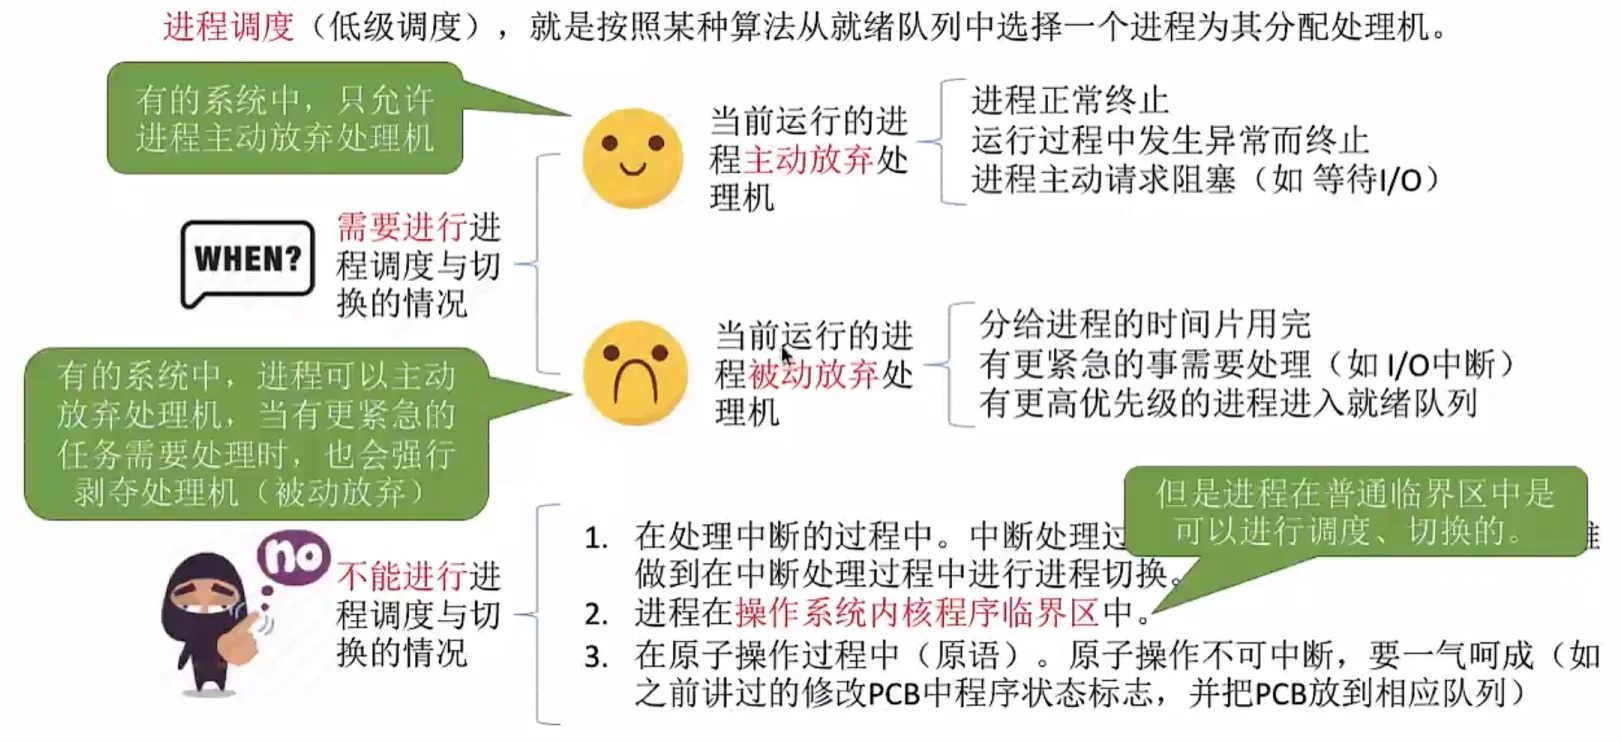 进程调度（低级调度），就是按照某种算法从就绪队列中选择一个进程为其分配处理机。
有的系统中，只允许
进程主动放弃处理机
当前运行的进
程主动放弃处
理机
进程正常终止
运行过程中发生异常而终止
进程主动请求阻塞（如 等待I/O）
WHEN?
需要进行进
程调度与切
换的情况
当前运行的进
程被动放弃处
理机
分给进程的时间片用完
有更紧急的事需要处理（如 I/O中断）
有更高优先级的进程进入就绪队列
有的系统中，进程可以主动
放弃处理机，当有更紧急的
任务需要处理时，也会强行
剥夺处理机（被动放弃）
但是进程在普通临界区中是
可以进行调度、切换的。
no
不能进行进
程调度与切
换的情况
1. 在处理中断的过程中。中断处理过
做到在中断处理过程中进行进程切换。
2. 进程在操作系统内核程序临界区中。
3. 在原子操作过程中（原语）。原子操作不可中断，要一气呵成（如
之前讲过的修改PCB中程序状态标志，并把PCB放到相应队列）